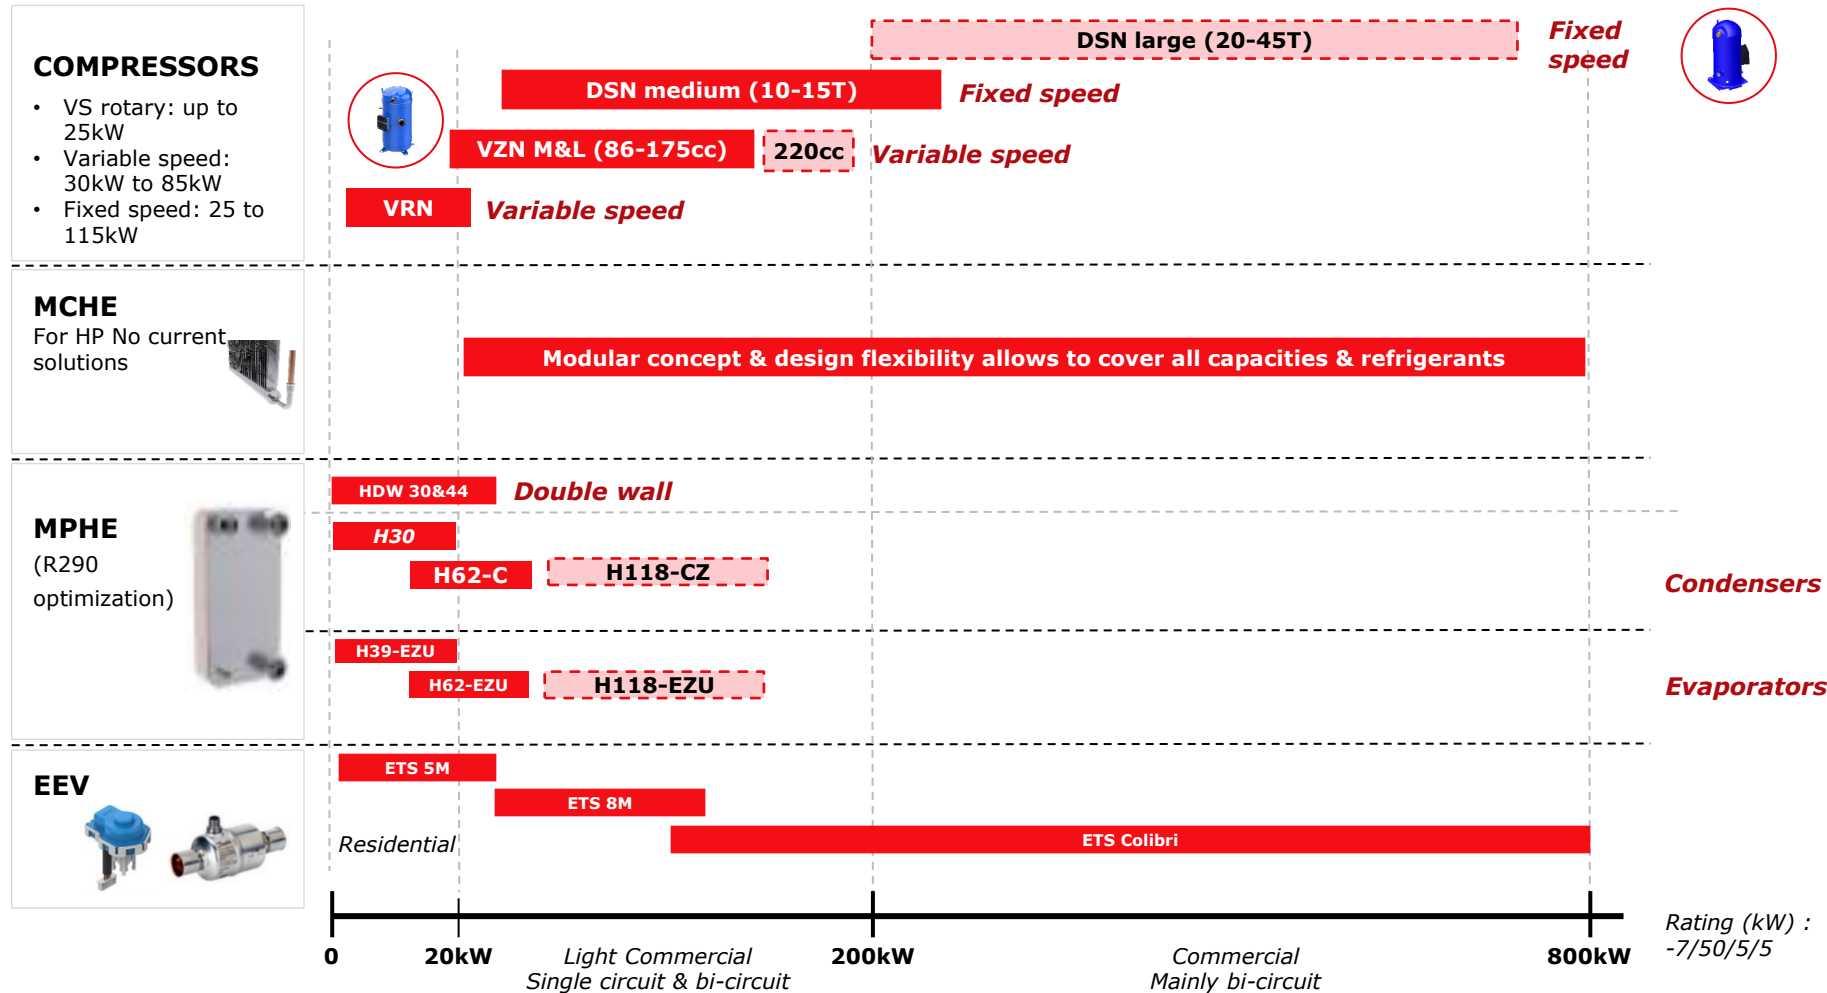 COMPRESSORS
• VS rotary: up to
25kW
• Variable speed:
30kW to 85kW
• Fixed speed: 25 to
115kW
DSN large (20-45T)
Fixed
speed
DSN medium (10-15T)
Fixed speed
VZN M&L (86-175cc)
220cc
Variable speed
VRN
Variable speed
MCHE
For HP No current
solutions
Modular concept & design flexibility allows to cover all capacities & refrigerants
MPHE
(R290
optimization)
HDW 30&44
Double wall
H30
H62-C
H118-CZ
Condensers
H39-EZU
H62-EZU
H118-EZU
Evaporators
EEV
ETS 5M
ETS 8M
ETS Colibri
Residential
0
20kW
200kW
800kW
Light Commercial
Single circuit & bi-circuit
Commercial
Mainly bi-circuit
Rating (kW) :
-7/50/5/5